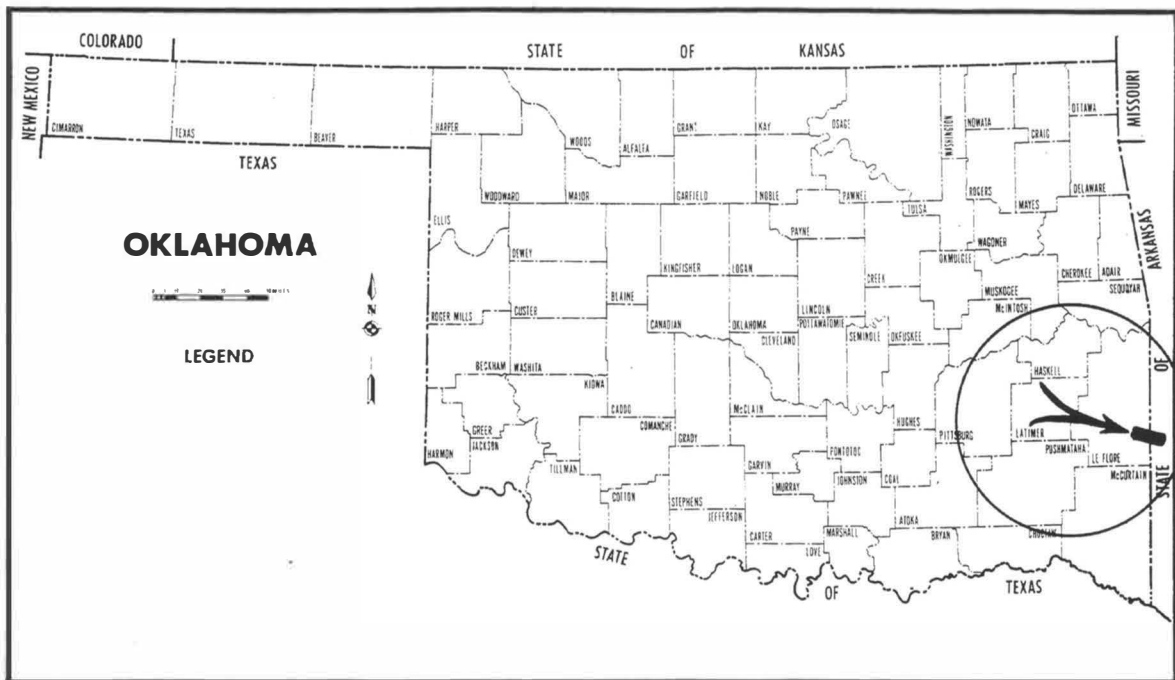 COLORADO
STATE OF KANSAS
NEW MEXICO
MISSOURI
CIMARRON
TEXAS
BEAVER
HARPER
WOODS
ALFALFA
GRANT
KAY
OSAGE
WASHINGTON
NOWATA
CRAIG
OTTAWA
TEXAS
WOODWARD
MAJOR
GARFIELD
NOBLE
PAWNEE
ROGERS
MAYES
DELAWARE
TULSA
ELLIS
OKLAHOMA
DEWEY
PAYNE
WAGONER
ARKANSAS
KINGFISHER
LOGAN
CREEK
OKMULGEE
CHEROKEE
ADAIR
SEQUOYAH
BLAINE
MUSKOGEE
McINTOSH
N
ROGER MILLS
CUSTER
LINCOLN
POTTAWATOMIE
CANADIAN
OKLAHOMA
CLEVELAND
SEMINOLE
OKFUSKEE
LEGEND
BECKHAM
WASHITA
KIOWA
HASKELL
OF
CADDO
COMANCHE
McCLAIN
GRADY
HUGHES
PITTSBURG
LATIMER
PUSHMATAHA
LE FLORE
McCURTAIN
GREER
JACKSON
HARMON
TILLMAN
GARVIN
PONTOTOC
MURRAY
JOHNSTON
COAL
STATE
COTTON
STEPHENS
JEFFERSON
CARTER
LOVE
MARSHALL
ATOKA
BRYAN
CHOCTAW
STATE
OF
TEXAS